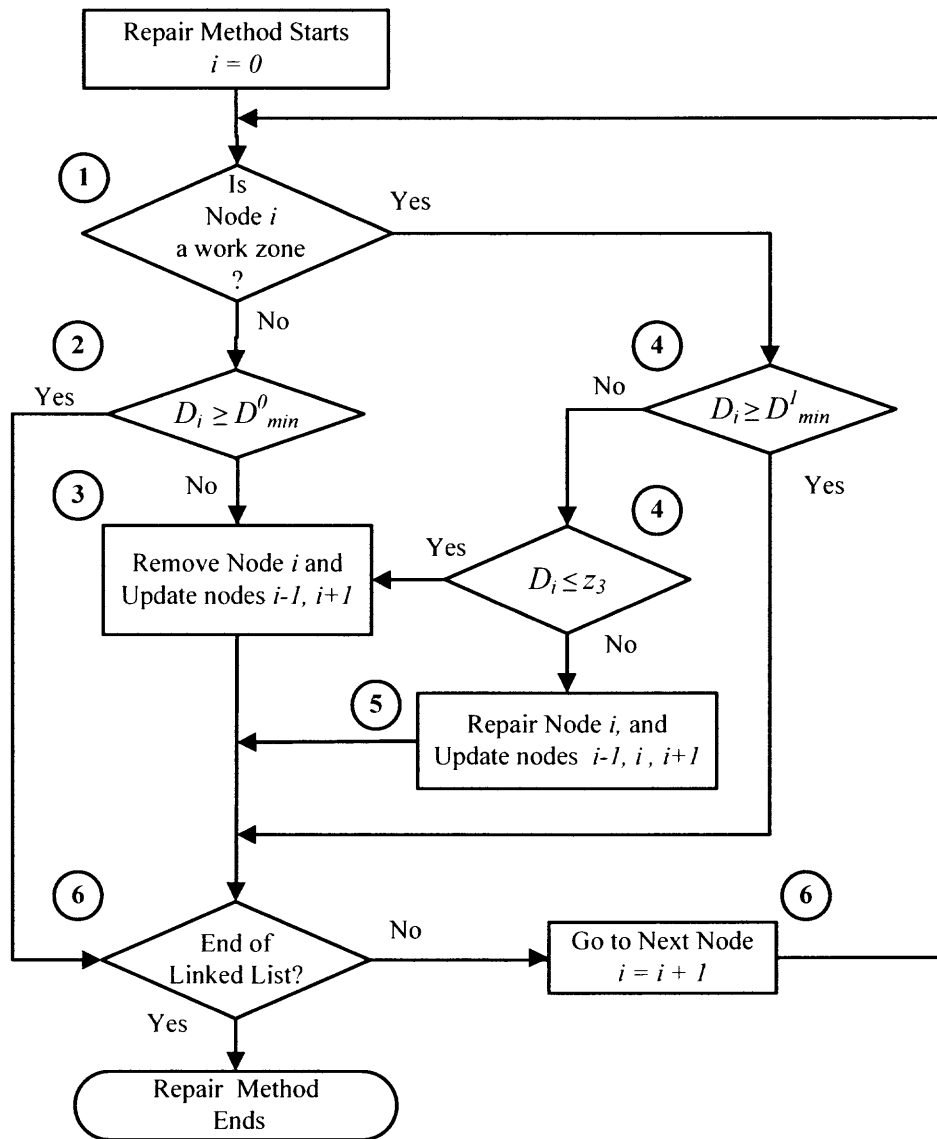 Repair Method Starts
i = 0
1
Is
Node i
a work zone
?
Yes
No
2
4
Yes
D_i ≥ D^0_min
No
D_i ≥ D^1_min
No
Yes
3
4
Remove Node i and
Update nodes i-1, i+1
Yes
D_i ≤ z_3
No
5
Repair Node i, and
Update nodes i-1, i , i+1
6
6
End of
Linked List?
No
Go to Next Node
i = i + 1
Yes
Repair Method
Ends